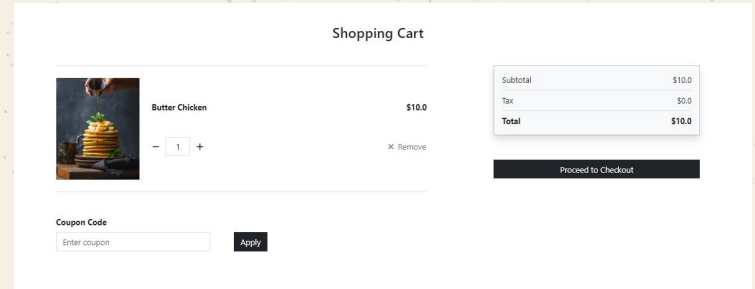 Shopping Cart
Butter Chicken $10.0
− 1 +
✕ Remove
Coupon Code
Enter coupon
Apply
Subtotal $10.0
Tax $0.0
Total $10.0
Proceed to Checkout